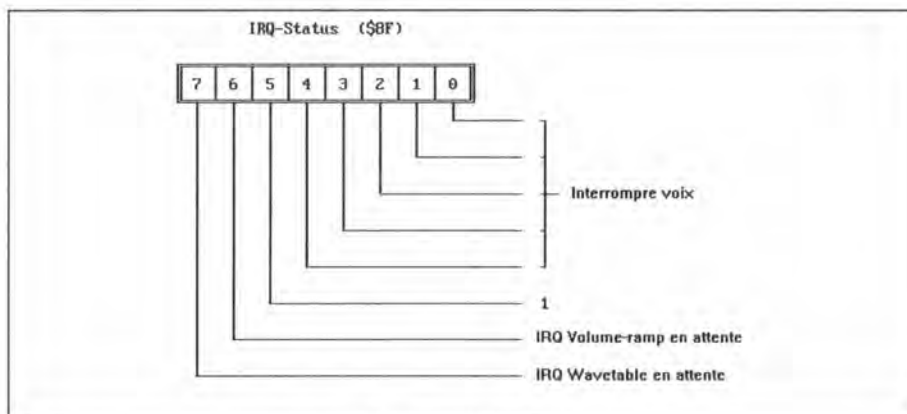 IRQ-Status ($8F)
7 6 5 4 3 2 1 0
Interrompre voix
1
IRQ Volume-ramp en attente
IRQ Wavetable en attente